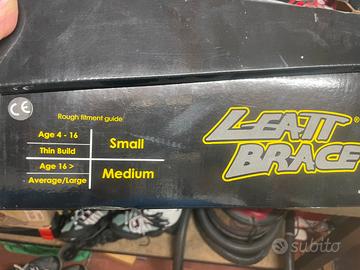 CE
Rough fitment guide:
Age 4 - 16
Thin Build
Small
Age 16 >
Average/Large
Medium
LEATT®
BRACE
subito